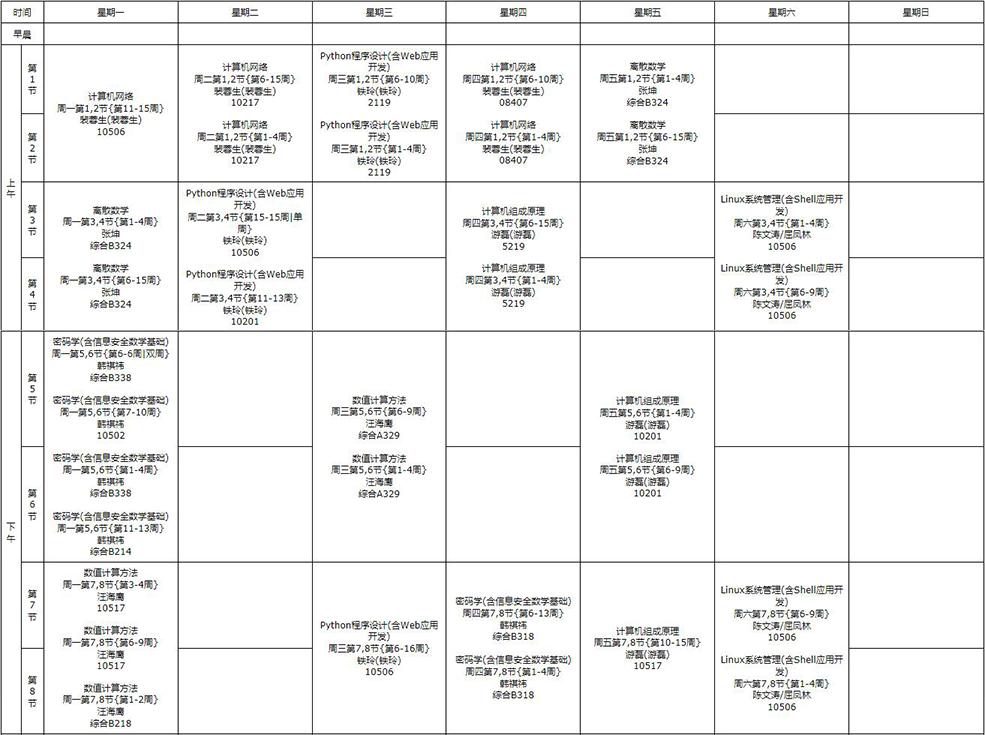 时间
星期一
星期二
星期三
星期四
星期五
星期六
星期日
早晨
上
午
第
1
节
计算机网络
周一第1,2节{第11-15周}
裴蓉生(裴蓉生)
10506
计算机网络
周二第1,2节{第6-15周}
裴蓉生(裴蓉生)
10217
计算机网络
周二第1,2节{第1-4周}
裴蓉生(裴蓉生)
10217
Python程序设计(含Web应用
开发)
周三第1,2节{第6-10周}
铁玲(铁玲)
2119
Python程序设计(含Web应用
开发)
周三第1,2节{第1-4周}
铁玲(铁玲)
2119
计算机网络
周四第1,2节{第6-10周}
裴蓉生(裴蓉生)
08407
计算机网络
周四第1,2节{第1-4周}
裴蓉生(裴蓉生)
08407
离散数学
周五第1,2节{第1-4周}
张坤
综合B324
离散数学
周五第1,2节{第6-15周}
张坤
综合B324
第
2
节
第
3
节
离散数学
周一第3,4节{第1-4周}
张坤
综合B324
离散数学
周一第3,4节{第6-15周}
张坤
综合B324
Python程序设计(含Web应用
开发)
周二第3,4节{第15-15周|单
周}
铁玲(铁玲)
10506
Python程序设计(含Web应用
开发)
周二第3,4节{第11-13周}
铁玲(铁玲)
10201
计算机组成原理
周四第3,4节{第6-15周}
游磊(游磊)
5219
计算机组成原理
周四第3,4节{第1-4周}
游磊(游磊)
5219
Linux系统管理(含Shell应用开
发)
周六第3,4节{第1-4周}
陈文涛/屈凤林
10506
Linux系统管理(含Shell应用开
发)
周六第3,4节{第6-9周}
陈文涛/屈凤林
10506
第
4
节
下
午
第
5
节
密码学(含信息安全数学基础)
周一第5,6节{第6-6周|双周}
韩祺祎
综合B338
密码学(含信息安全数学基础)
周一第5,6节{第7-10周}
韩祺祎
10502
密码学(含信息安全数学基础)
周一第5,6节{第1-4周}
韩祺祎
综合B338
密码学(含信息安全数学基础)
周一第5,6节{第11-13周}
韩祺祎
综合B214
数值计算方法
周三第5,6节{第6-9周}
汪海鹰
综合A329
数值计算方法
周三第5,6节{第1-4周}
汪海鹰
综合A329
计算机组成原理
周五第5,6节{第1-4周}
游磊(游磊)
10201
计算机组成原理
周五第5,6节{第6-9周}
游磊(游磊)
10201
第
6
节
第
7
节
数值计算方法
周一第7,8节{第3-4周}
汪海鹰
10517
数值计算方法
周一第7,8节{第6-9周}
汪海鹰
10517
数值计算方法
周一第7,8节{第1-2周}
汪海鹰
综合B218
Python程序设计(含Web应用
开发)
周三第7,8节{第6-16周}
铁玲(铁玲)
10506
密码学(含信息安全数学基础)
周四第7,8节{第6-13周}
韩祺祎
综合B318
密码学(含信息安全数学基础)
周四第7,8节{第1-4周}
韩祺祎
综合B318
计算机组成原理
周五第7,8节{第10-15周}
游磊(游磊)
10517
Linux系统管理(含Shell应用开
发)
周六第7,8节{第6-9周}
陈文涛/屈凤林
10506
Linux系统管理(含Shell应用开
发)
周六第7,8节{第1-4周}
陈文涛/屈凤林
10506
第
8
节